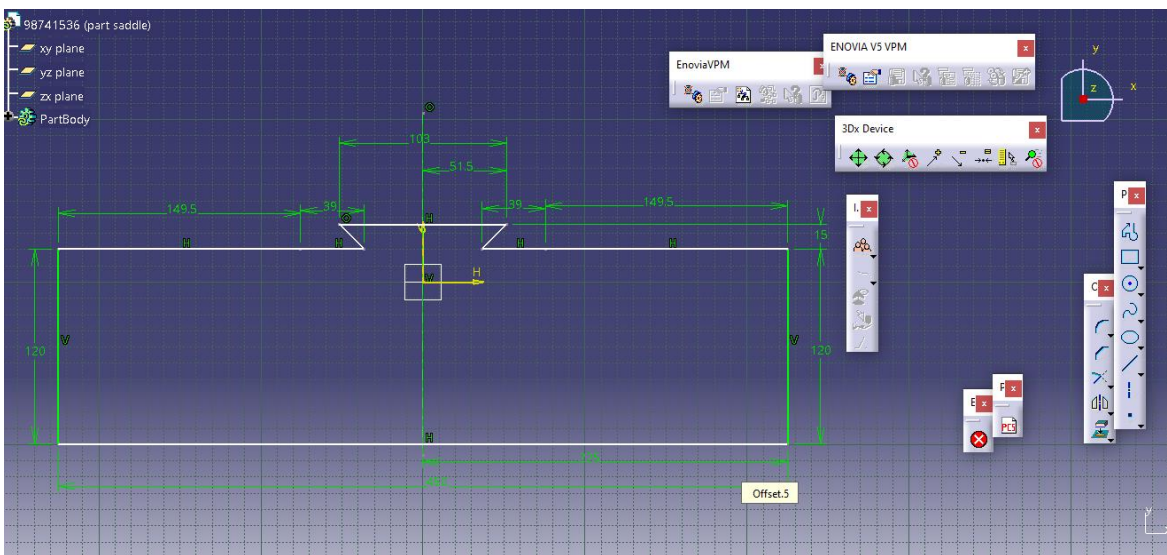 98741536 (part saddle)
xy plane
yz plane
zx plane
PartBody
EnoviaVPM
x
ENOVIA V5 VPM
x
3Dx Device
x
y
z
x
I.
x
P
x
C
x
F
x
E
x
PCS
103
51.5
149.5
39
39
149.5
15
H
H
H
H
H
H
V
V
V
120
120
H
Offset.5
y